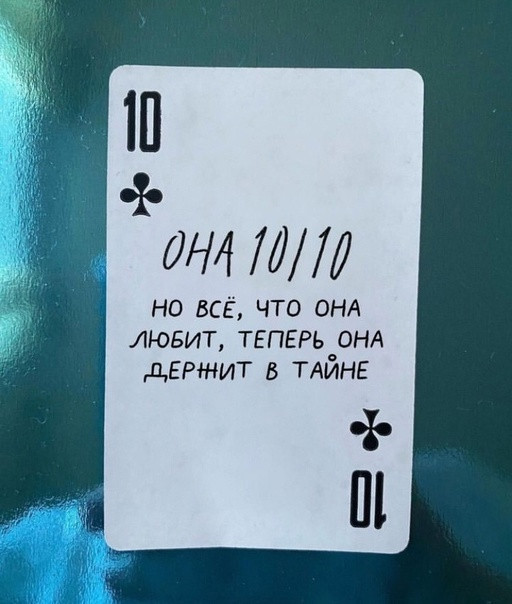 10
ОНА 10/10
НО ВСЁ, ЧТО ОНА
ЛЮБИТ, ТЕПЕРЬ ОНА
ДЕРЖИТ В ТАЙНЕ
10